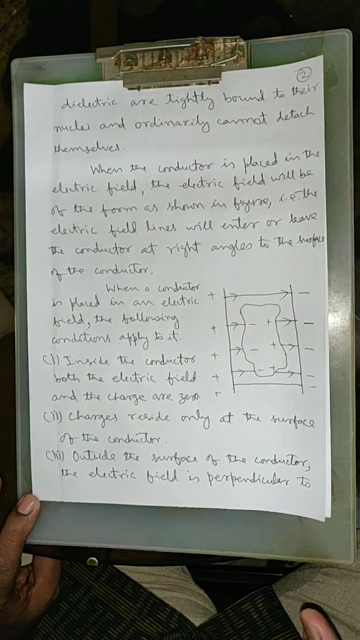 ②
dielectric are tightly bound to their
nuclei and ordinarily cannot detach
themselves.
When the conductor is placed in the
electric field, the electric field will be
of the form as shown in figure, i.e. the
electric field lines will enter or leave
the conductor at right angles to the surface
of the conductor.
When a conductor
is placed in an electric
field, the following
conditions apply to it.
(i) Inside the conductor
both the electric field
and the charge are zero
(ii) Charges reside only at the surface
of the conductor.
(iii) Outside the surface of the conductor,
the electric field is perpendicular to